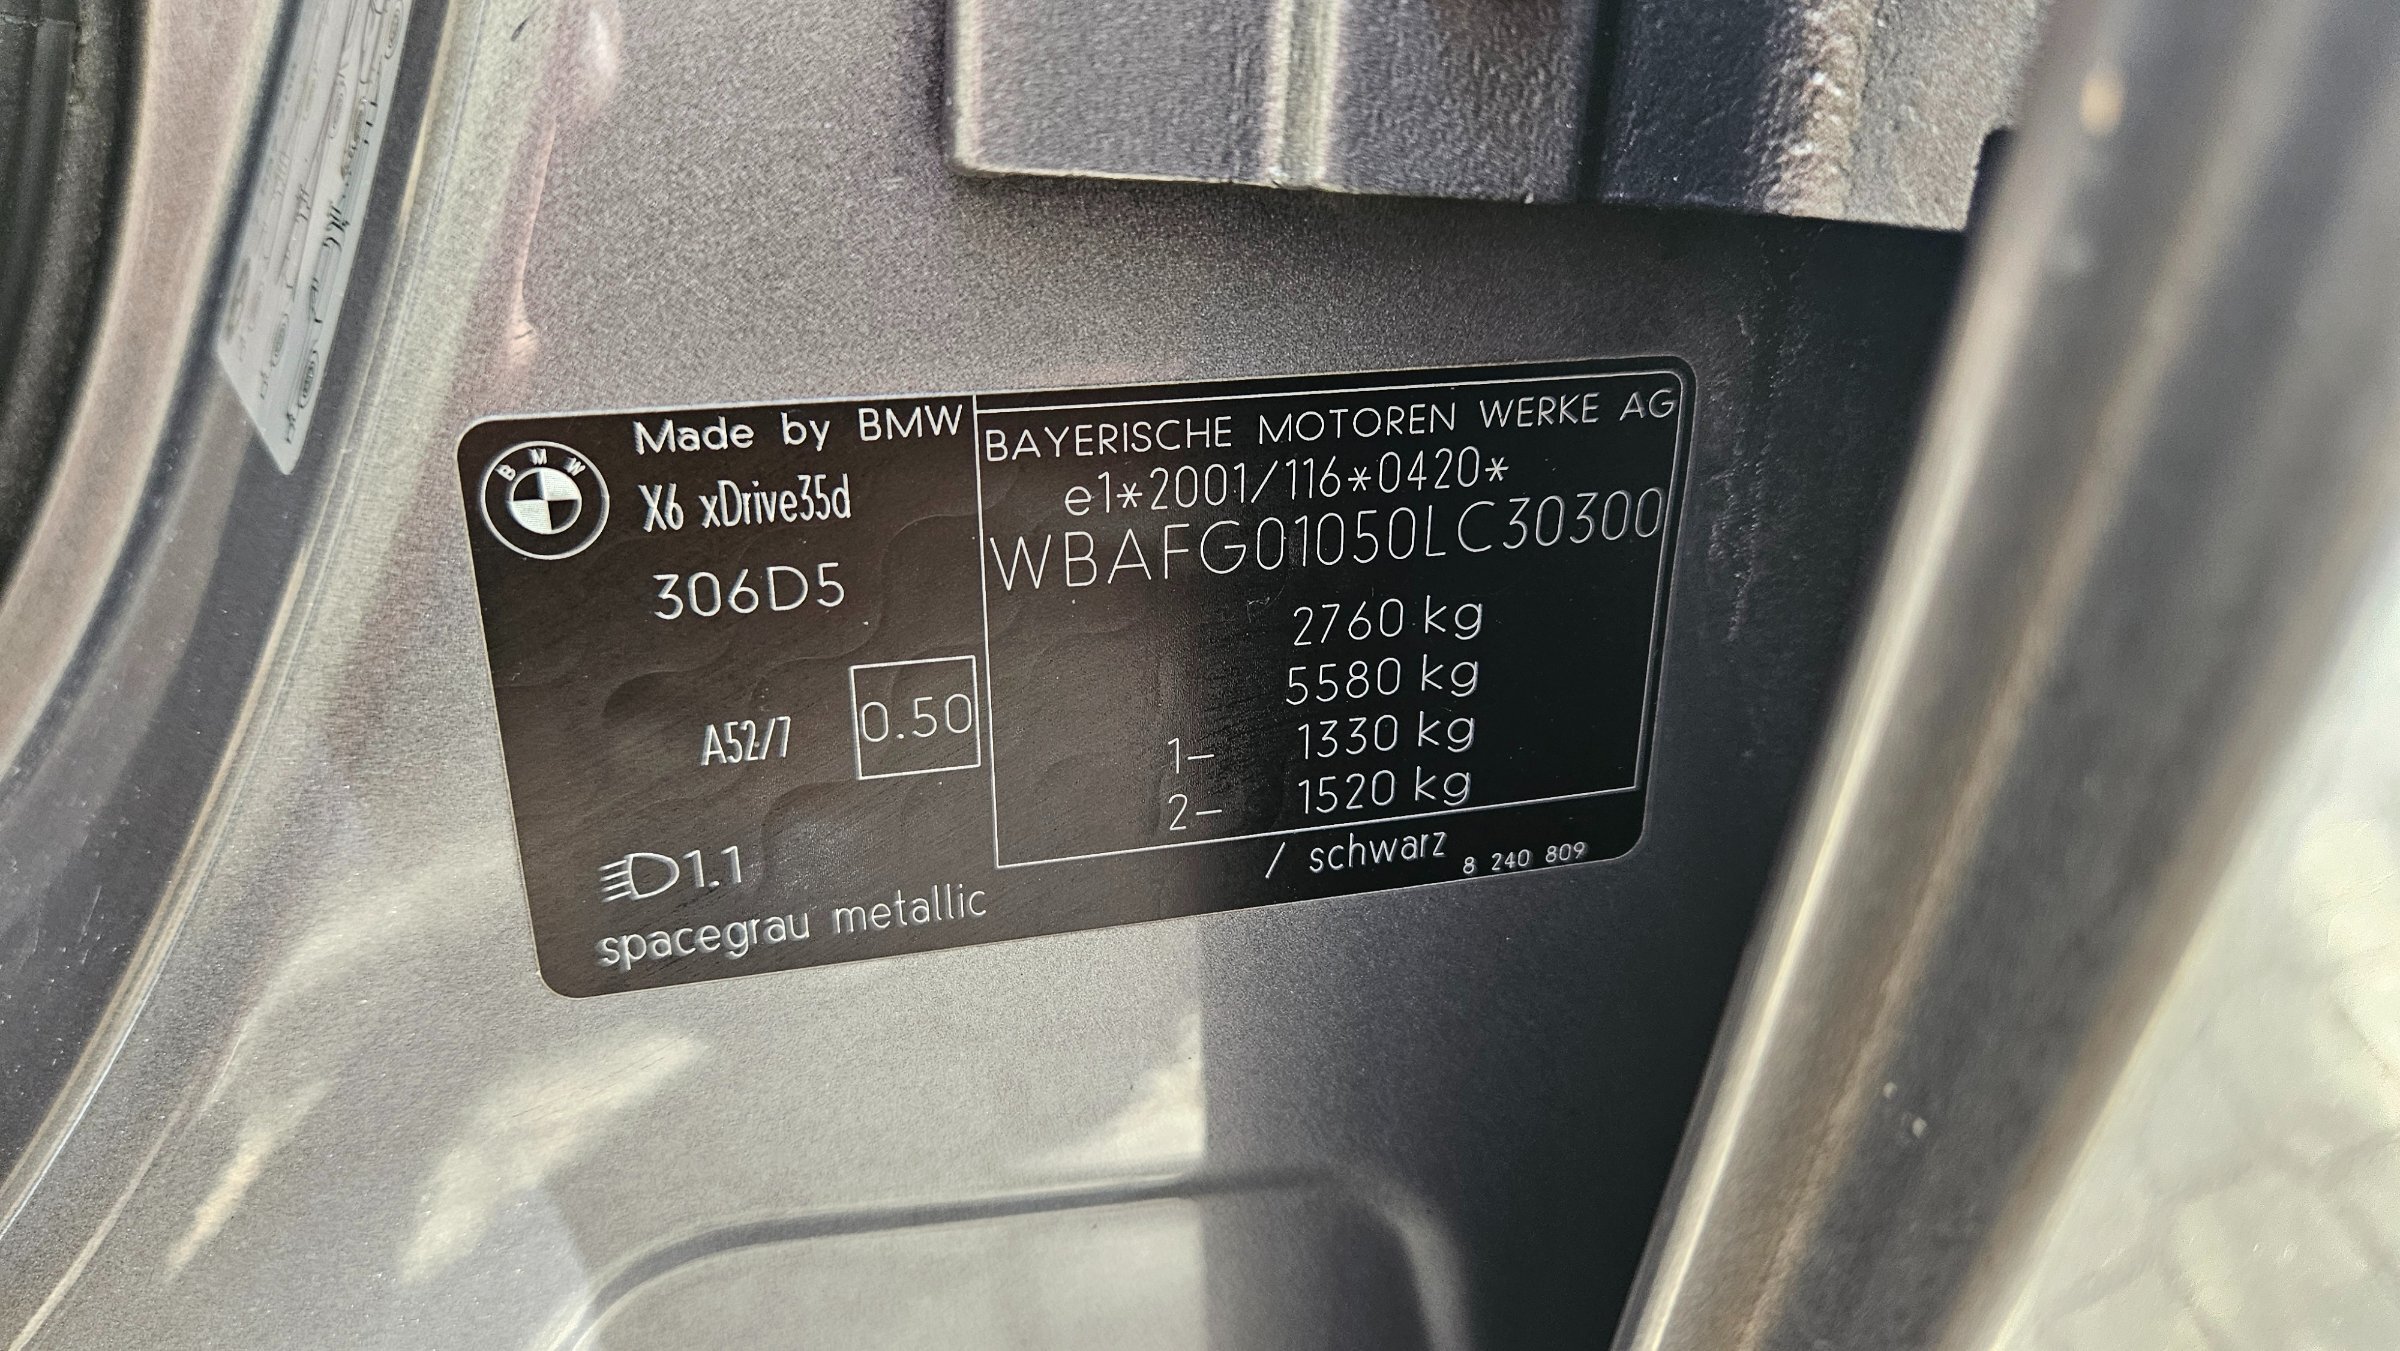 BMW
Made by BMW
X6 xDrive35d
306D5
A52/7
0.50
D1.1
spacegrau metallic
BAYERISCHE MOTOREN WERKE AG
e1*2001/116*0420*
WBAFG01050LC30300
2760 kg
5580 kg
1- 1330 kg
2- 1520 kg
/ schwarz
8 240 809